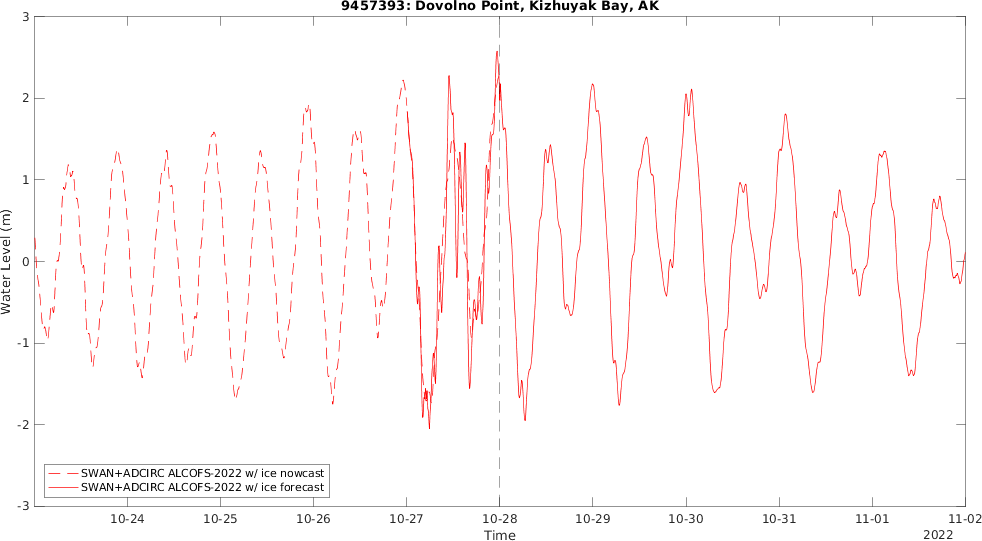 9457393: Dovolno Point, Kizhuyak Bay, AK
3
2
1
0
-1
-2
-3
Water Level (m)
SWAN+ADCIRC ALCOFS-2022 w/ ice nowcast
SWAN+ADCIRC ALCOFS-2022 w/ ice forecast
10-24 10-25 10-26 10-27 10-28 10-29 10-30 10-31 11-01 11-02
Time
2022